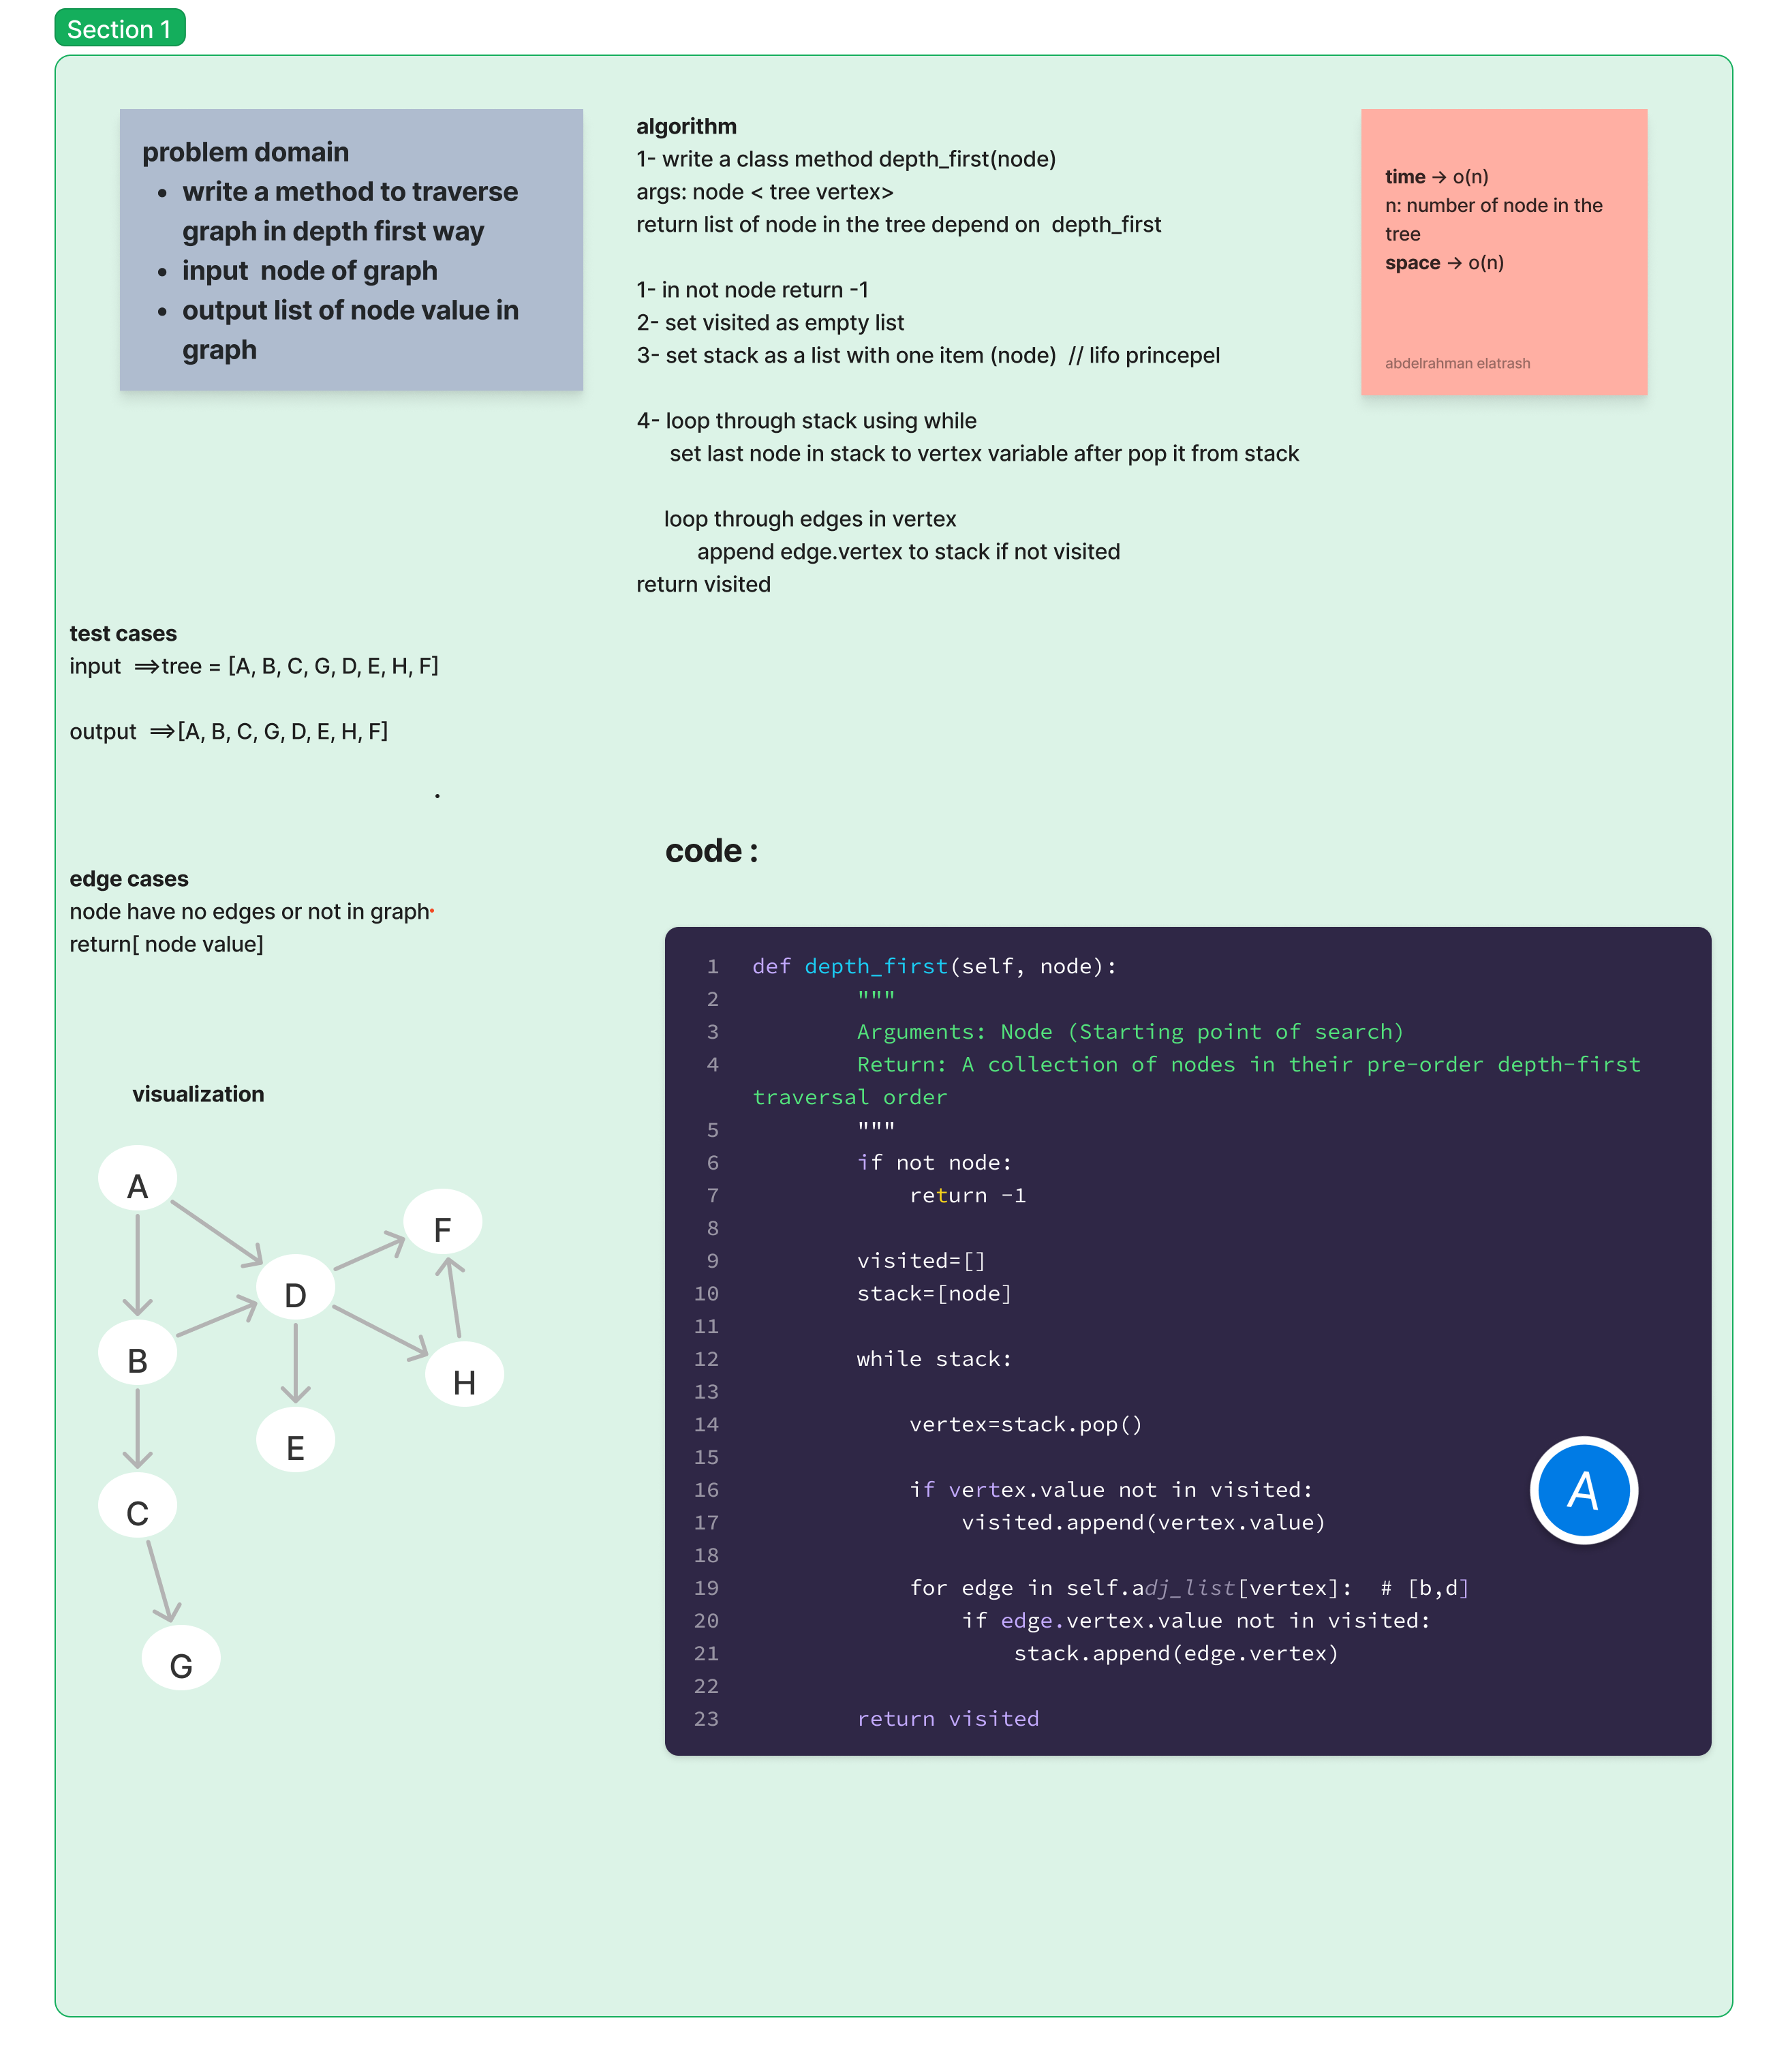 Section 1
problem domain
• write a method to traverse
graph in depth first way
• input  node of graph
• output list of node value in
graph
algorithm
1- write a class method depth_first(node)
args: node < tree vertex>
return list of node in the tree depend on  depth_first
1- in not node return -1
2- set visited as empty list
3- set stack as a list with one item (node)  // lifo princepel
4- loop through stack using while
set last node in stack to vertex variable after pop it from stack
loop through edges in vertex
append edge.vertex to stack if not visited
return visited
time → o(n)
n: number of node in the
tree
space → o(n)
abdelrahman elatrash
test cases
input  ⟹tree = [A, B, C, G, D, E, H, F]
output  ⟹[A, B, C, G, D, E, H, F]
.
edge cases
node have no edges or not in graph
return[ node value]
visualization
A
F
D
B
H
E
C
G
code :
1 def depth_first(self, node):
2 """
3 Arguments: Node (Starting point of search)
4 Return: A collection of nodes in their pre-order depth-first
traversal order
5 """
6 if not node:
7 return -1
8
9 visited=[]
10 stack=[node]
11
12 while stack:
13
14 vertex=stack.pop()
15
16 if vertex.value not in visited:
17 visited.append(vertex.value)
18
19 for edge in self.adj_list[vertex]:  # [b,d]
20 if edge.vertex.value not in visited:
21 stack.append(edge.vertex)
22
23 return visited
A